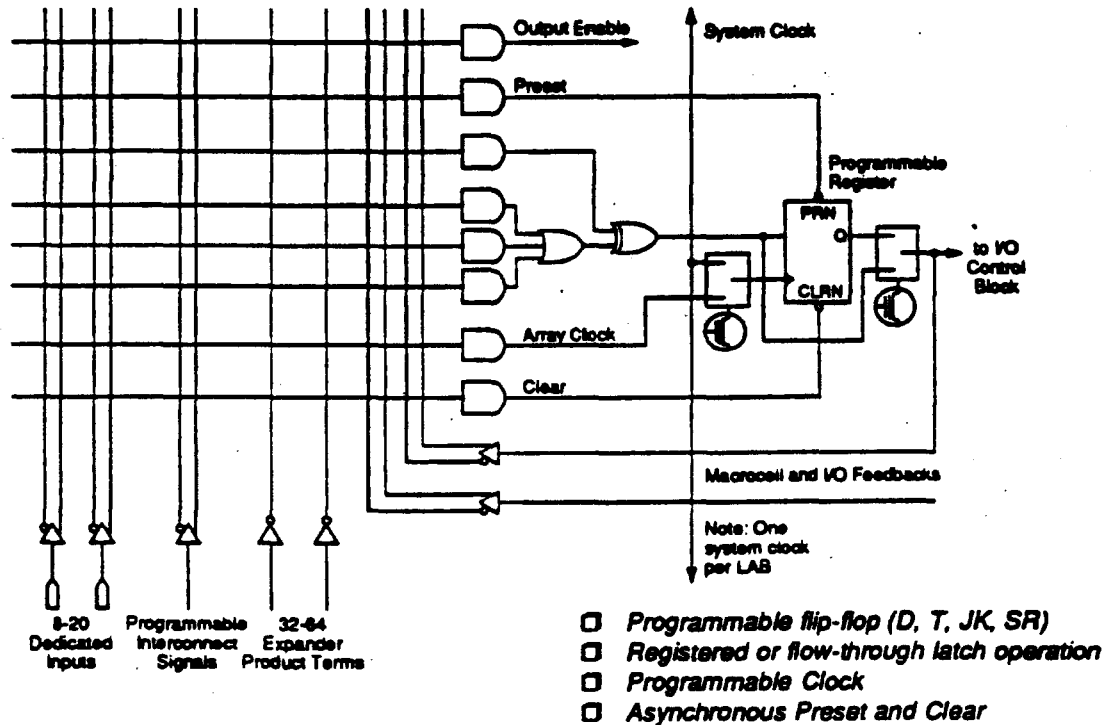 Output Enable
System Clock
Preset
Programmable
Register
PRN
Q
CLRN
to I/O
Control
Block
Array Clock
Clear
Macrocell and I/O Feedbacks
Note: One
system clock
per LAB
8-20
Dedicated
Inputs
Programmable
Interconnect
Signals
32-64
Expander
Product Terms
❑ Programmable flip-flop (D, T, JK, SR)
❑ Registered or flow-through latch operation
❑ Programmable Clock
❑ Asynchronous Preset and Clear